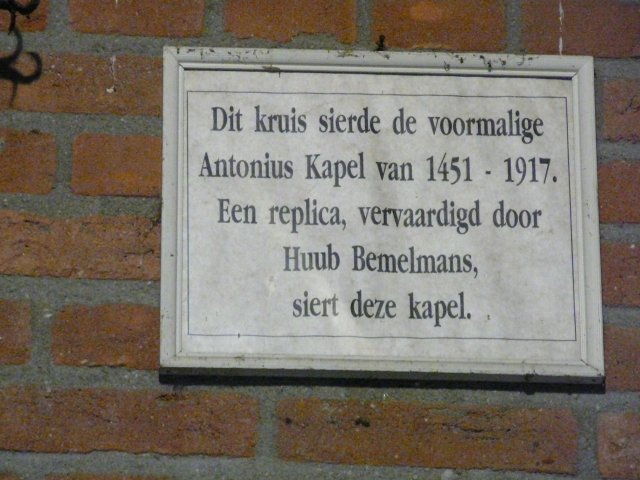 Dit kruis sierde de voormalige
Antonius Kapel van 1451 - 1917.
Een replica, vervaardigd door
Huub Bemelmans,
siert deze kapel.